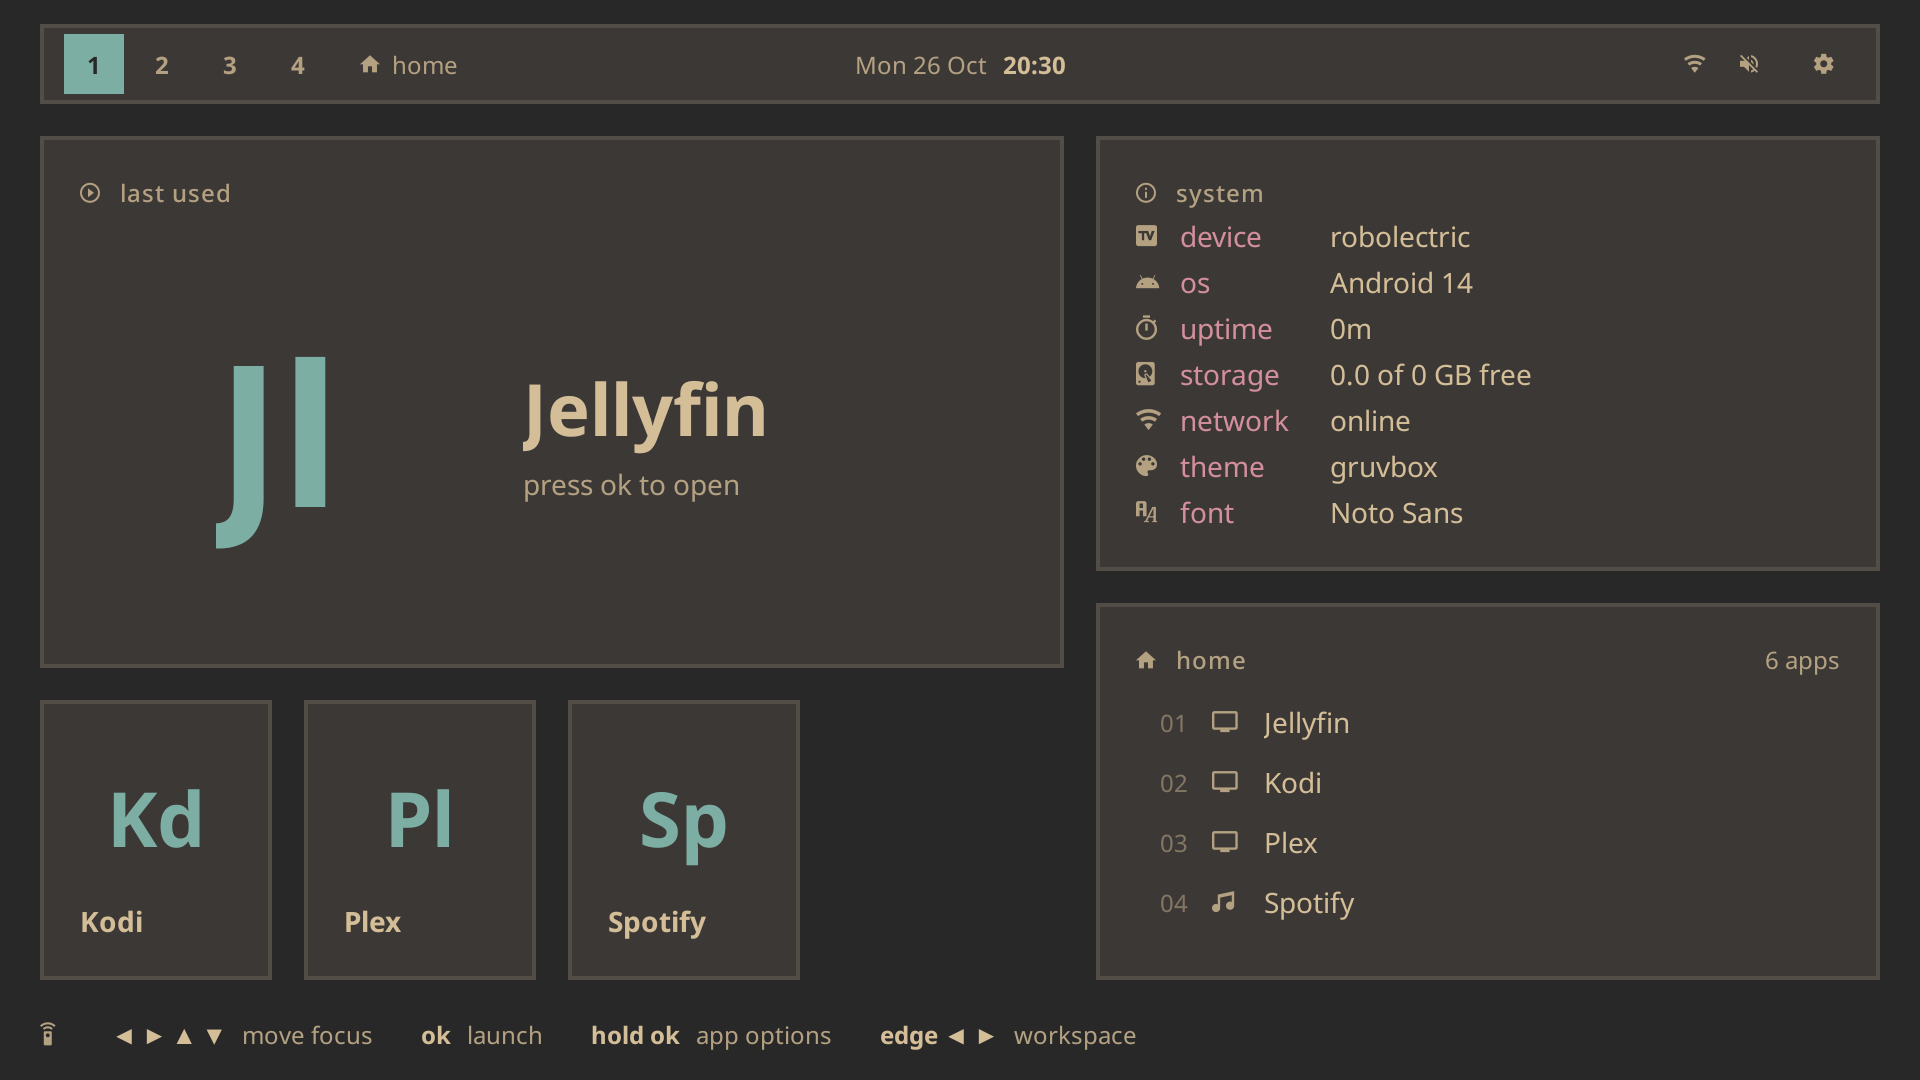 1 2 3 4 home Mon 26 Oct 20:30
last used
Jl
Jellyfin
press ok to open
system
device robolectric
os Android 14
uptime 0m
storage 0.0 of 0 GB free
network online
theme gruvbox
font Noto Sans
Kd
Kodi
Pl
Plex
Sp
Spotify
home 6 apps
01 Jellyfin
02 Kodi
03 Plex
04 Spotify
◀ ▶ ▲ ▼ move focus ok launch hold ok app options edge ◀ ▶ workspace